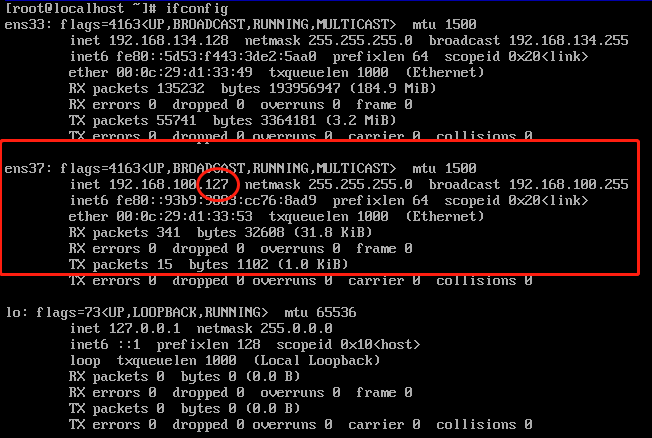 [root@localhost ~]# ifconfig
ens33: flags=4163<UP,BROADCAST,RUNNING,MULTICAST>  mtu 1500
inet 192.168.134.128  netmask 255.255.255.0  broadcast 192.168.134.255
inet6 fe80::5d53:f443:3de2:5aa0  prefixlen 64  scopeid 0x20<link>
ether 00:0c:29:d1:33:49  txqueuelen 1000  (Ethernet)
RX packets 135232  bytes 193956947 (184.9 MiB)
RX errors 0  dropped 0  overruns 0  frame 0
TX packets 55741  bytes 3364181 (3.2 MiB)
TX errors 0  dropped 0 overruns 0  carrier 0  collisions 0
ens37: flags=4163<UP,BROADCAST,RUNNING,MULTICAST>  mtu 1500
inet 192.168.100.127  netmask 255.255.255.0  broadcast 192.168.100.255
inet6  prefixlen 64  scopeid 0x20<link>
ether 00:0c:29:d1:33:53  txqueuelen 1000  (Ethernet)
RX packets 341  bytes 32608 (31.8 KiB)
RX errors 0  dropped 0  overruns 0  frame 0
TX packets 15  bytes 1102 (1.0 KiB)
TX errors 0  dropped 0 overruns 0  carrier 0  collisions 0
lo: flags=73<UP,LOOPBACK,RUNNING>  mtu 65536
inet 127.0.0.1  netmask 255.0.0.0
inet6 ::1  prefixlen 128  scopeid 0x10<host>
loop  txqueuelen 1000  (Local Loopback)
RX packets 0  bytes 0 (0.0 B)
RX errors 0  dropped 0  overruns 0  frame 0
TX packets 0  bytes 0 (0.0 B)
TX errors 0  dropped 0 overruns 0  carrier 0  collisions 0